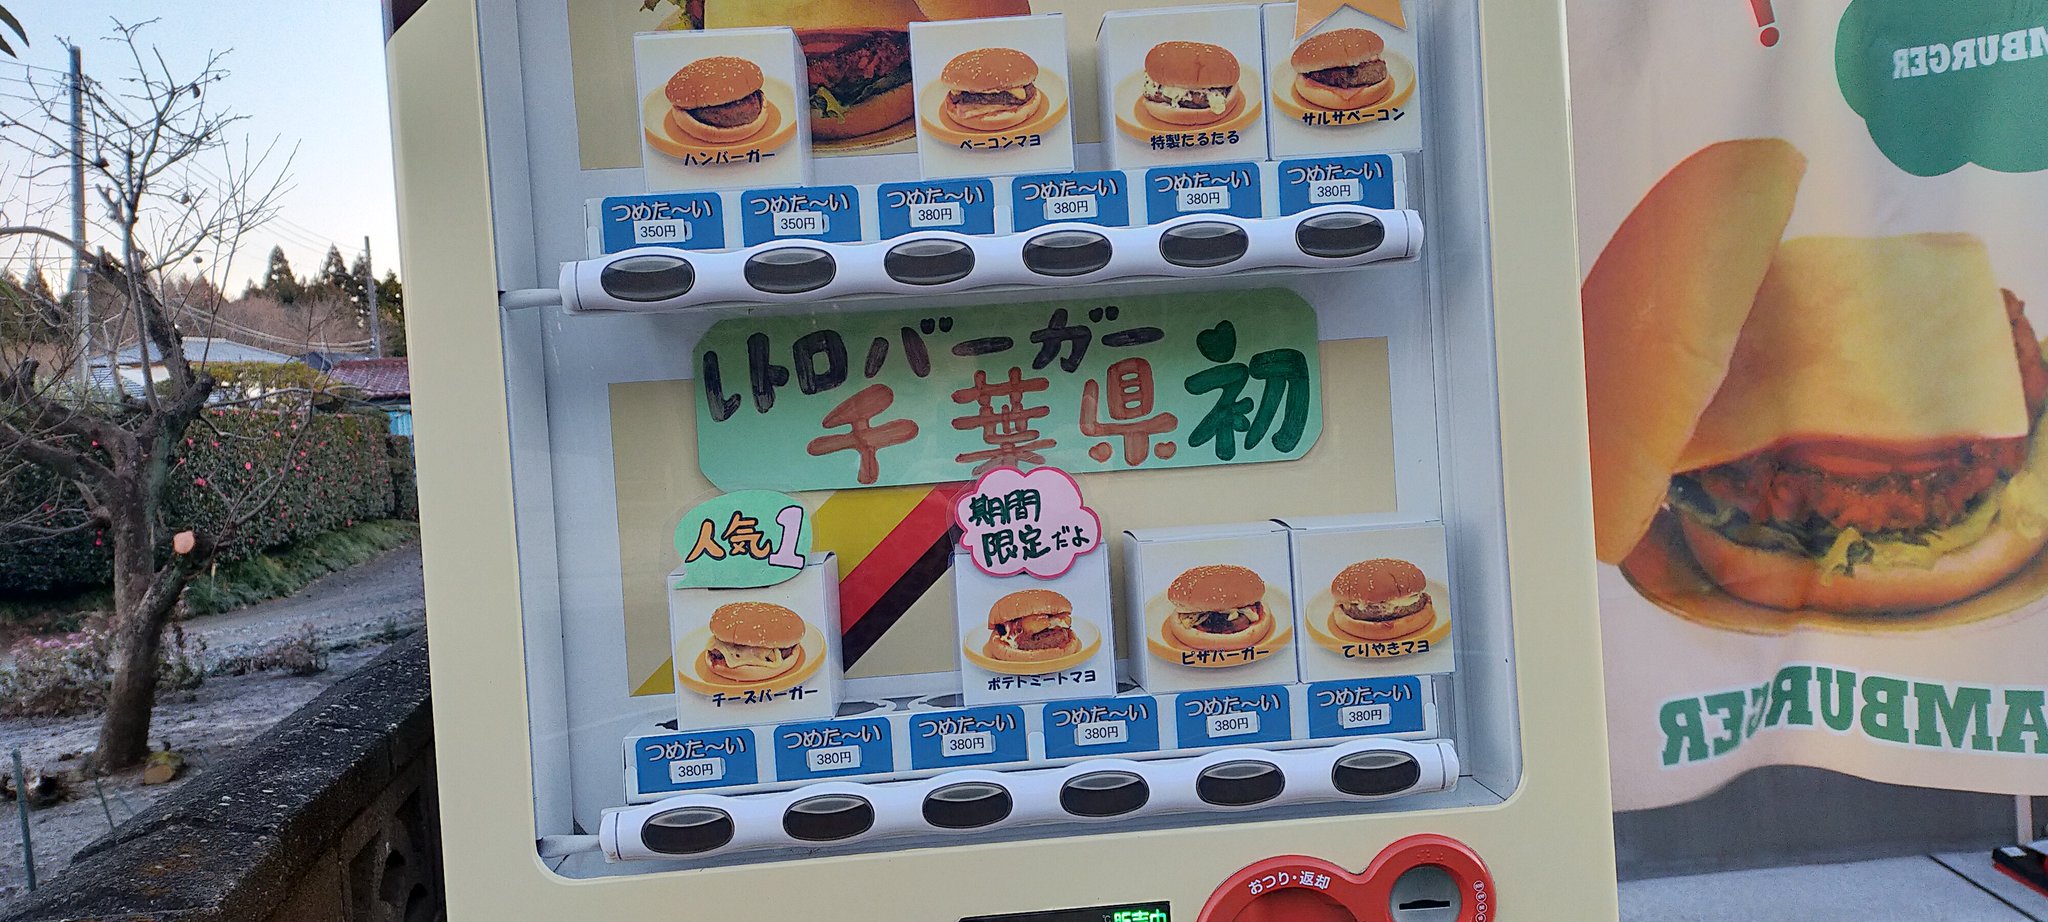 ハンバーガー
ベーコンマヨ
特製たるたる
サルサベーコン
つめた〜い
350円
つめた〜い
350円
つめた〜い
380円
つめた〜い
380円
つめた〜い
380円
つめた〜い
380円
レトロバーガー
千葉県初
人気1
期間
限定だよ
チーズバーガー
ポテトミートマヨ
ピザバーガー
てりやきマヨ
つめた〜い
380円
つめた〜い
380円
つめた〜い
380円
つめた〜い
380円
つめた〜い
380円
つめた〜い
380円
おつり・返却
販売中
!
MBURGER
AMBURGER